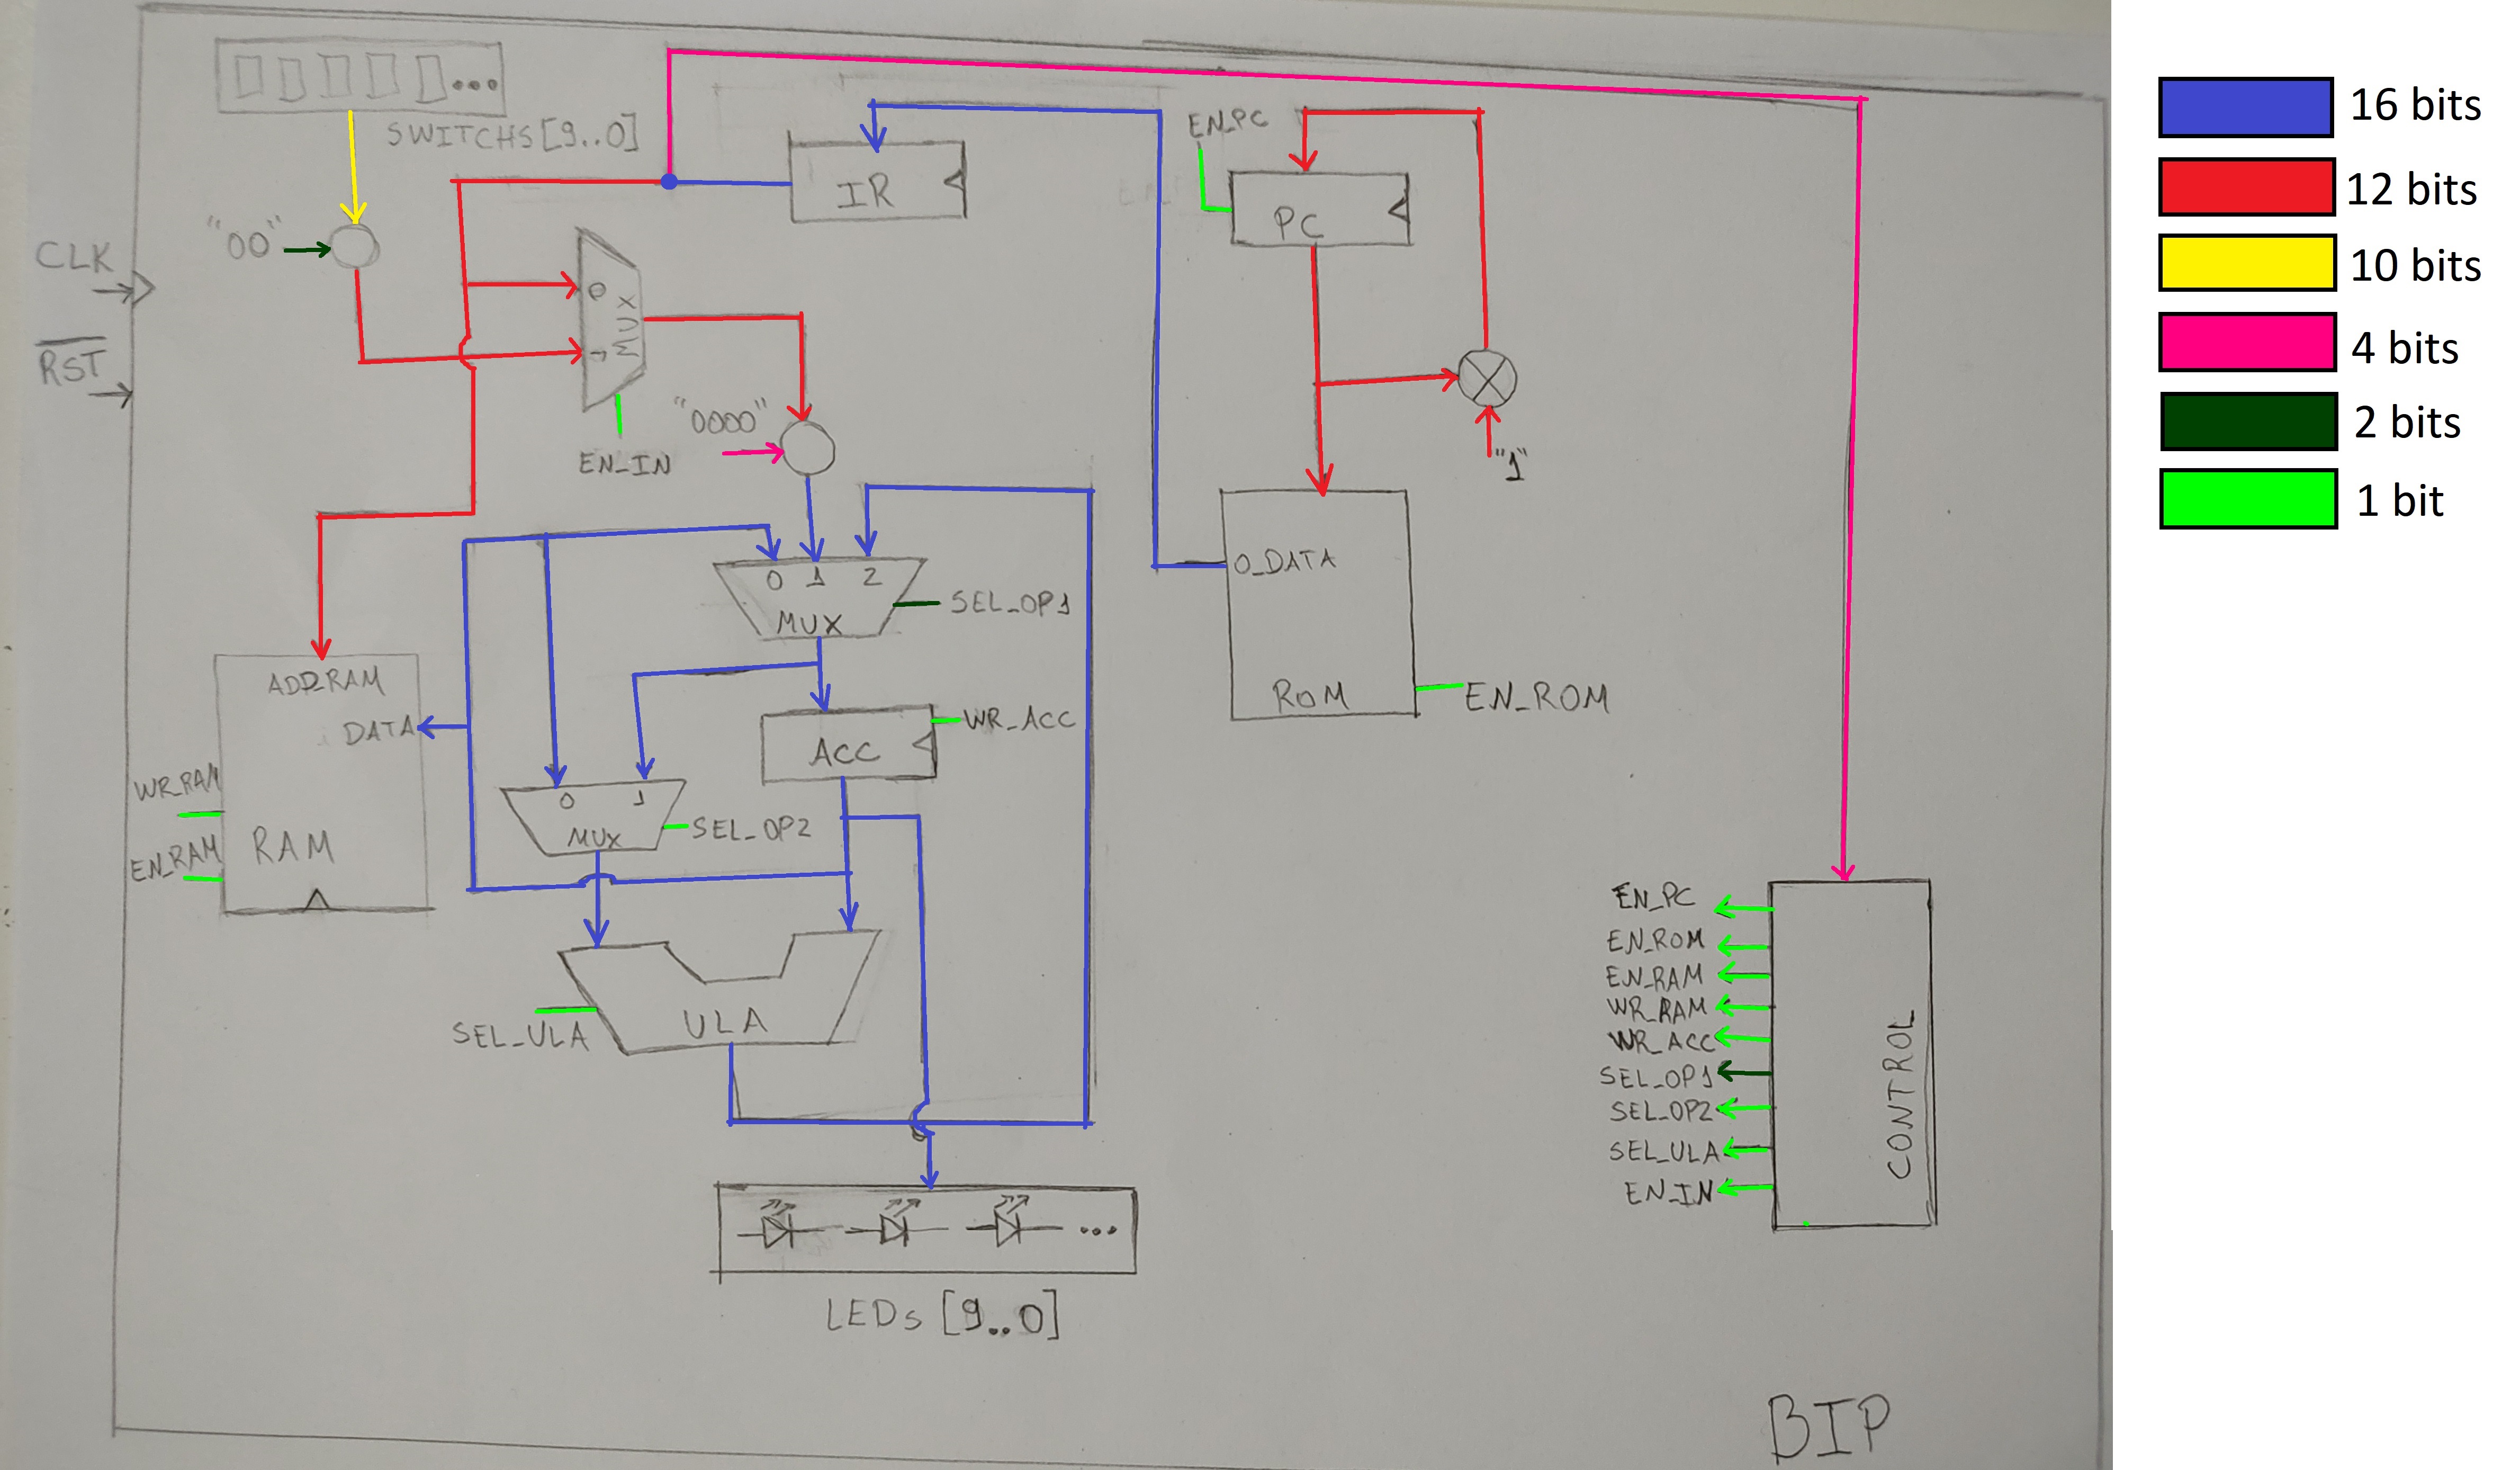 SWITCHS[9..0]
"00"
CLK
RST
IR
EN_PC
PC
0
1
MUX
EN_IN
"0000"
"1"
0 1 2
MUX
SEL_OP1
O_DATA
ROM
EN_ROM
ADD_RAM
DATA
WR_RAM
EN_RAM
RAM
ACC
WR_ACC
0 1
MUX
SEL_OP2
ULA
SEL_ULA
LEDs [9..0]
EN_PC
EN_ROM
EN_RAM
WR_RAM
WR_ACC
SEL_OP1
SEL_OP2
SEL_ULA
EN_IN
CONTROL
BIP
16 bits
12 bits
10 bits
4 bits
2 bits
1 bit